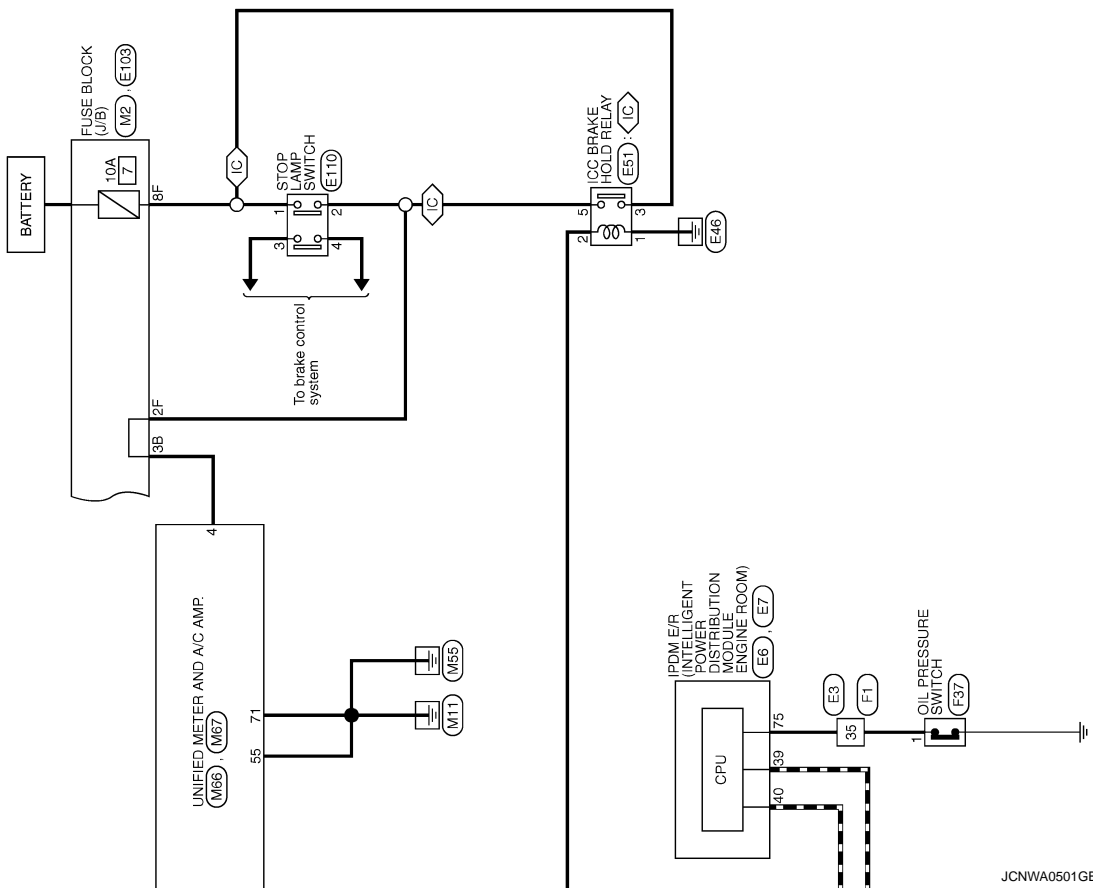 BATTERY
FUSE BLOCK
(J/B)
M2 , E103
10A
7
8F
IC
STOP
LAMP
SWITCH
E110
1
2
3
4
To brake control
system
IC
ICC BRAKE
HOLD RELAY
E51 : IC
5
3
2
1
E46
2F
3B
4
UNIFIED METER AND A/C AMP.
M66 , M67
71
55
M55
M11
IPDM E/R
(INTELLIGENT
POWER
DISTRIBUTION
MODULE
ENGINE ROOM)
E6 , E7
CPU
75
39
40
E3
F1
35
OIL PRESSURE
SWITCH
F37
1
JCNWA0501GE